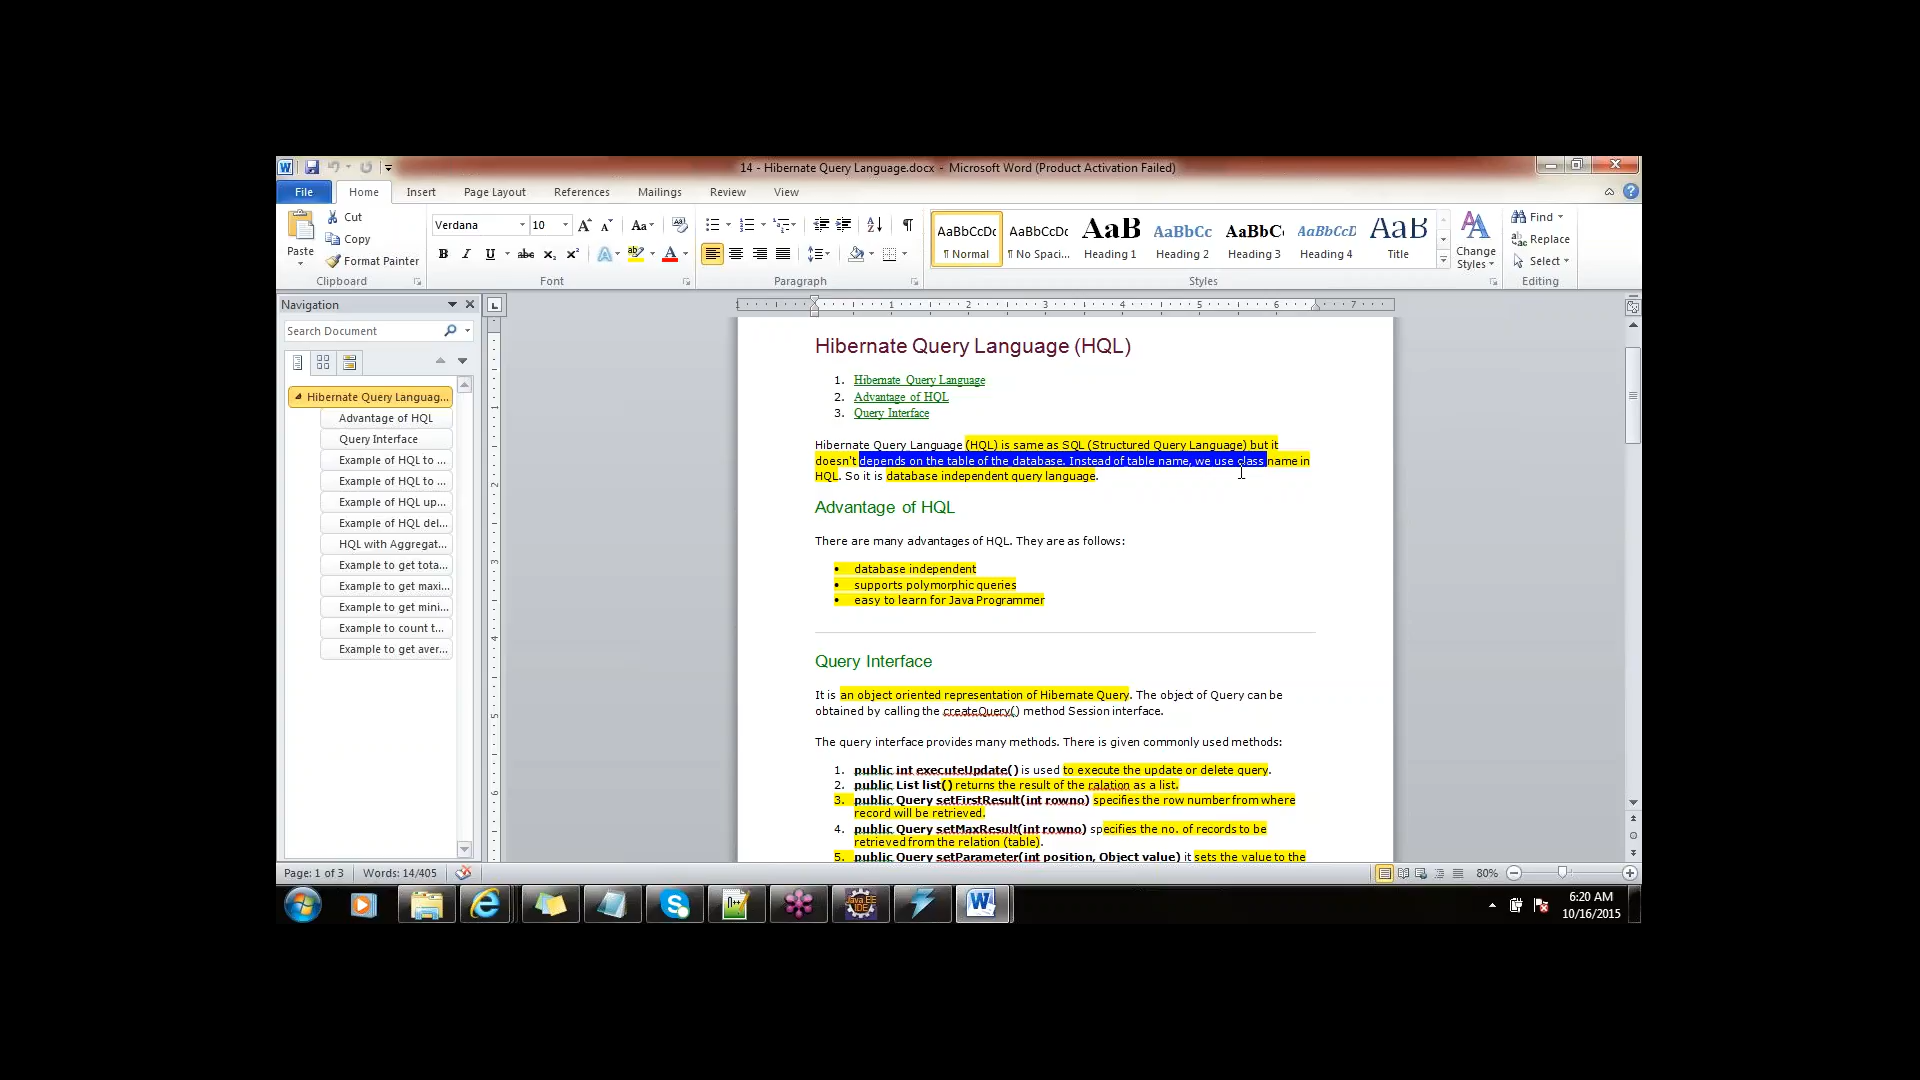 14 - Hibernate Query Language.docx - Microsoft Word (Product Activation Failed)
File Home Insert Page Layout References Mailings Review View
Paste
Cut
Copy
Format Painter
Clipboard
Verdana 10
Font
Paragraph
AaBbCcDc AaBbCcDc AaB AaBbCc AaBbC AaBbCcD AaB
¶ Normal ¶ No Spaci... Heading 1 Heading 2 Heading 3 Heading 4 Title
Change Styles
Styles
Find
Replace
Select
Editing
Navigation
Search Document
Hibernate Query Languag...
Advantage of HQL
Query Interface
Example of HQL to ...
Example of HQL to ...
Example of HQL up...
Example of HQL del...
HQL with Aggregat...
Example to get tota...
Example to get maxi...
Example to get mini...
Example to count t...
Example to get aver...
Hibernate Query Language (HQL)
1. Hibernate Query Language
2. Advantage of HQL
3. Query Interface
Hibernate Query Language (HQL) is same as SQL (Structured Query Language) but it
doesn't depends on the table of the database. Instead of table name, we use class name in
HQL. So it is database independent query language.
Advantage of HQL
There are many advantages of HQL. They are as follows:
• database independent
• supports polymorphic queries
• easy to learn for Java Programmer
Query Interface
It is an object oriented representation of Hibernate Query. The object of Query can be
obtained by calling the createQuery() method Session interface.
The query interface provides many methods. There is given commonly used methods:
1. public int executeUpdate() is used to execute the update or delete query.
2. public List list() returns the result of the ralation as a list.
3. public Query setFirstResult(int rowno) specifies the row number from where
record will be retrieved.
4. public Query setMaxResult(int rowno) specifies the no. of records to be
retrieved from the relation (table).
5. public Query setParameter(int position, Object value) it sets the value to the
Page: 1 of 3 Words: 14/405 80%
Java EE
IDE
6:20 AM
10/16/2015